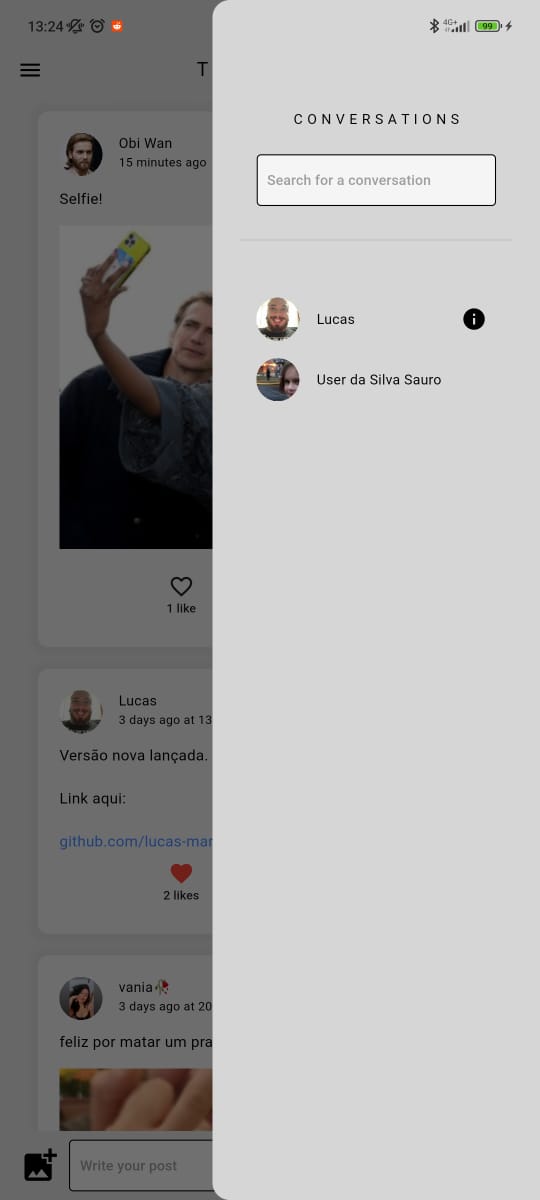 13:24
4G+
99
T
CONVERSATIONS
Search for a conversation
Lucas
User da Silva Sauro
Obi Wan
15 minutes ago
Selfie!
1 like
Lucas
3 days ago at 13
Versão nova lançada.
Link aqui:
github.com/lucas-mar
2 likes
vania🥀
3 days ago at 20
feliz por matar um pra
Write your post